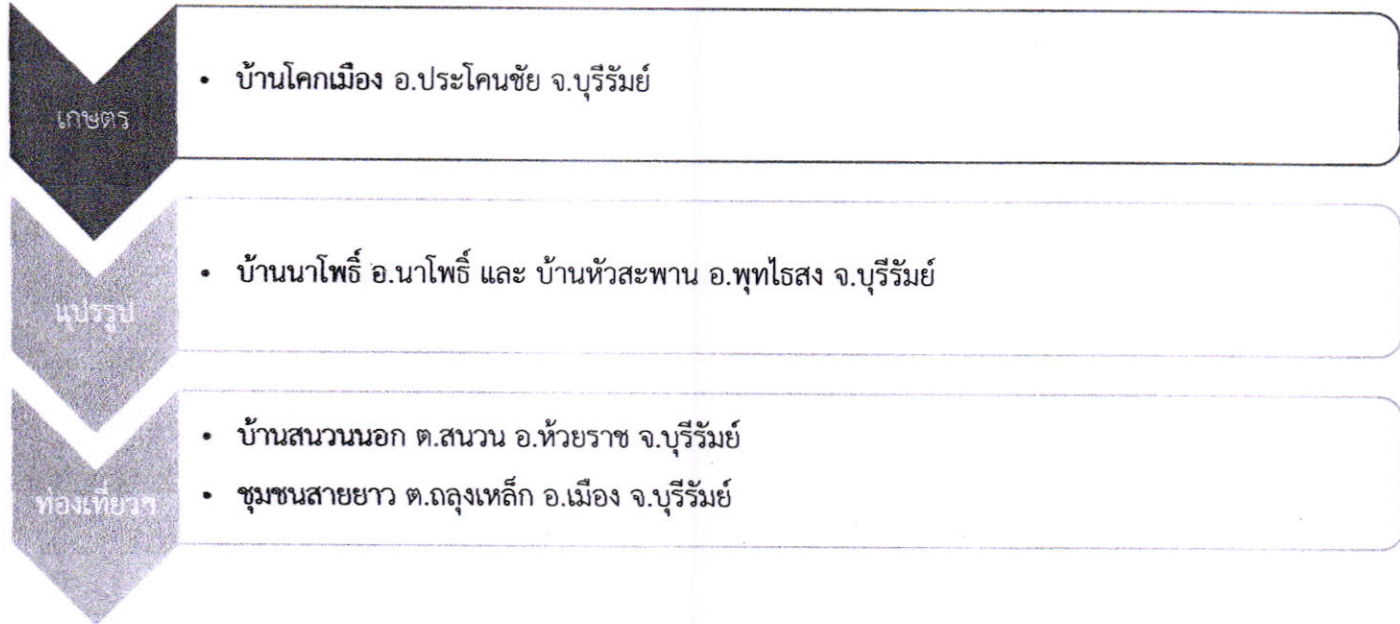 เกษตร
• บ้านโคกเมือง อ.ประโคนชัย จ.บุรีรัมย์
แปรรูป
• บ้านนาโพธิ์ อ.นาโพธิ์ และ บ้านหัวสะพาน อ.พุทไธสง จ.บุรีรัมย์
ท่องเที่ยวฯ
• บ้านสนวนนอก ต.สนวน อ.ห้วยราช จ.บุรีรัมย์
• ชุมชนสายยาว ต.ถลุงเหล็ก อ.เมือง จ.บุรีรัมย์